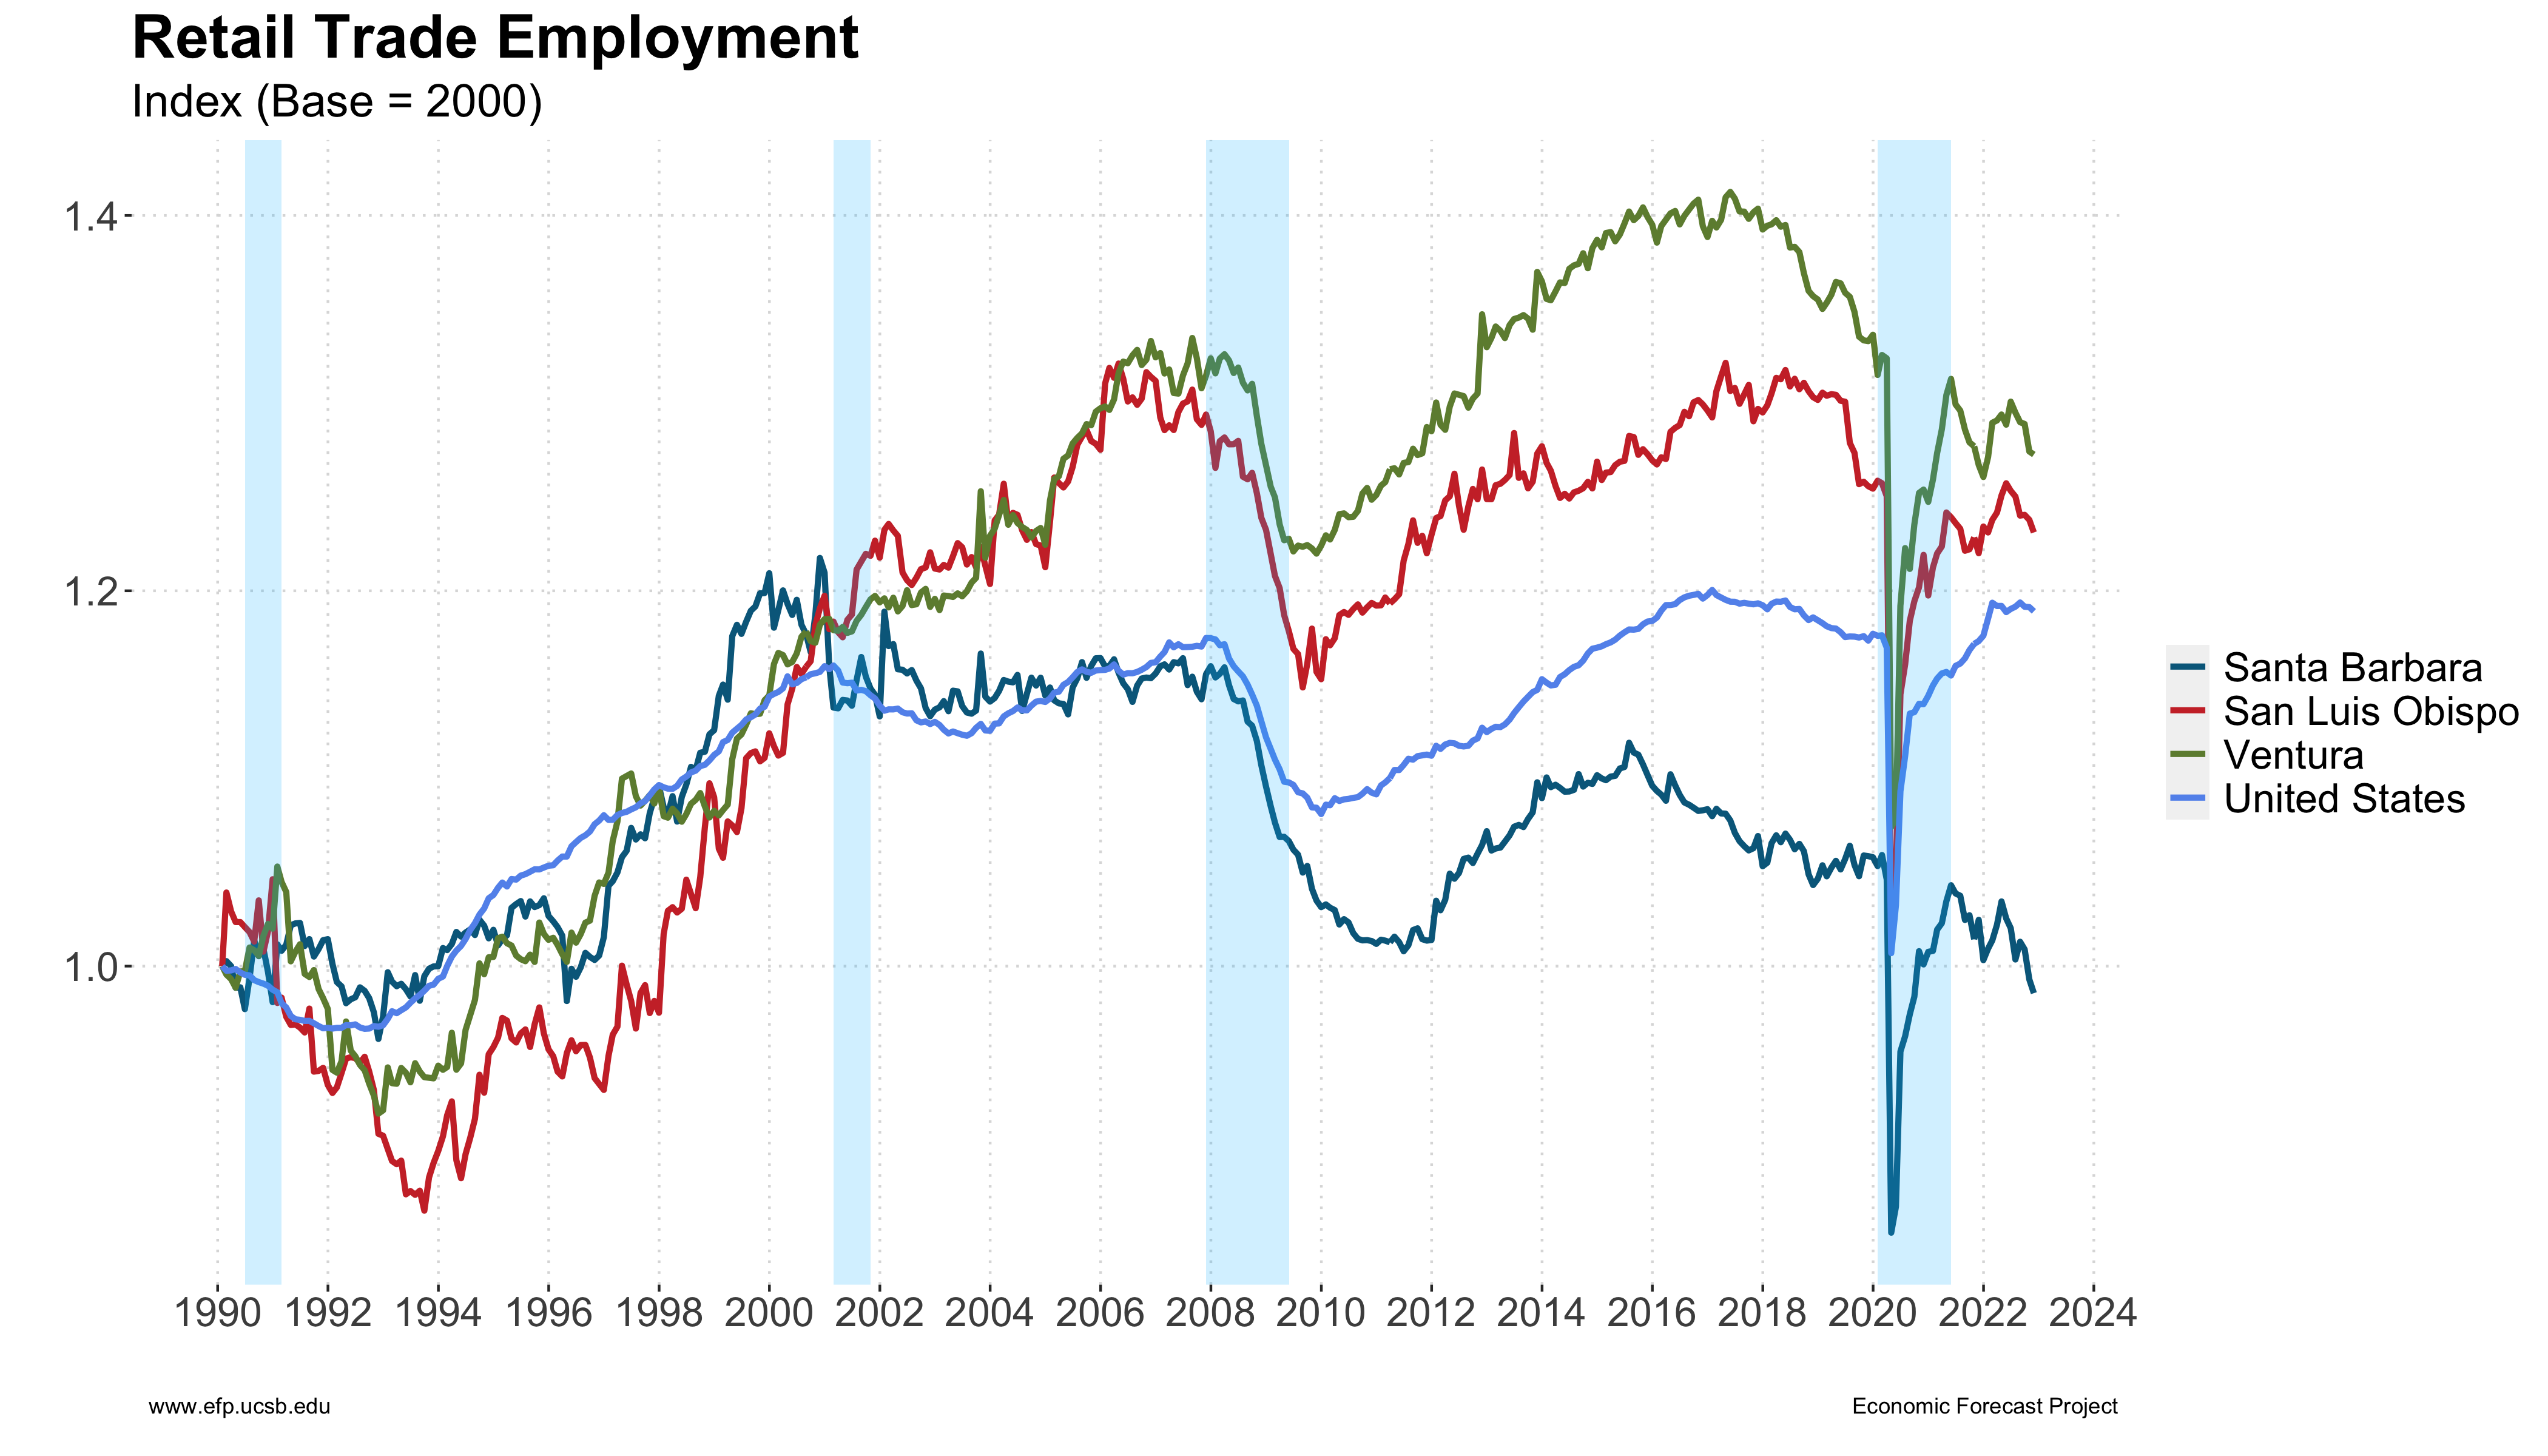 Retail Trade Employment
Index (Base = 2000)
1.4
1.2
1.0
Santa Barbara
San Luis Obispo
Ventura
United States
1990 1992 1994 1996 1998 2000 2002 2004 2006 2008 2010 2012 2014 2016 2018 2020 2022 2024
www.efp.ucsb.edu Economic Forecast Project